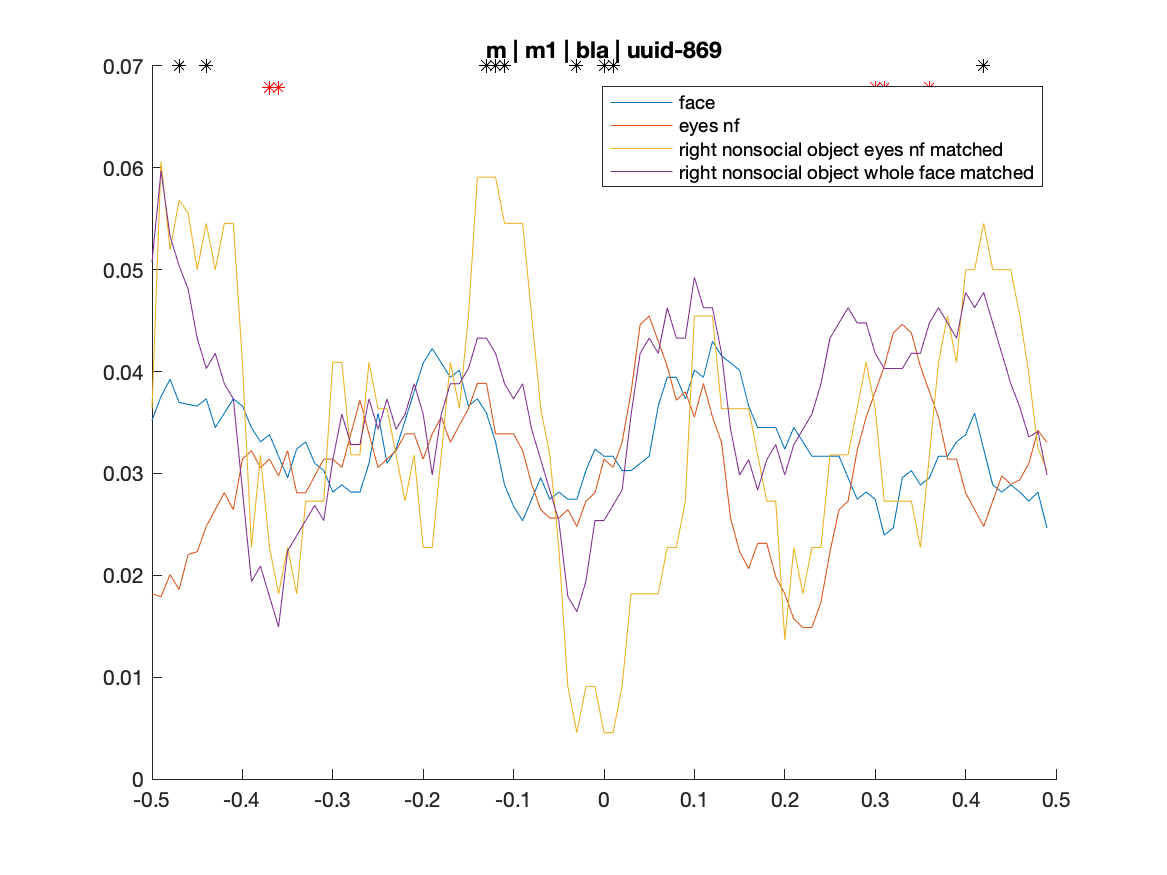 m | m1 | bla | uuid-869
0.07
face
eyes nf
right nonsocial object eyes nf matched
right nonsocial object whole face matched
0.06
0.05
0.04
0.03
0.02
0.01
0
-0.5 -0.4 -0.3 -0.2 -0.1 0 0.1 0.2 0.3 0.4 0.5